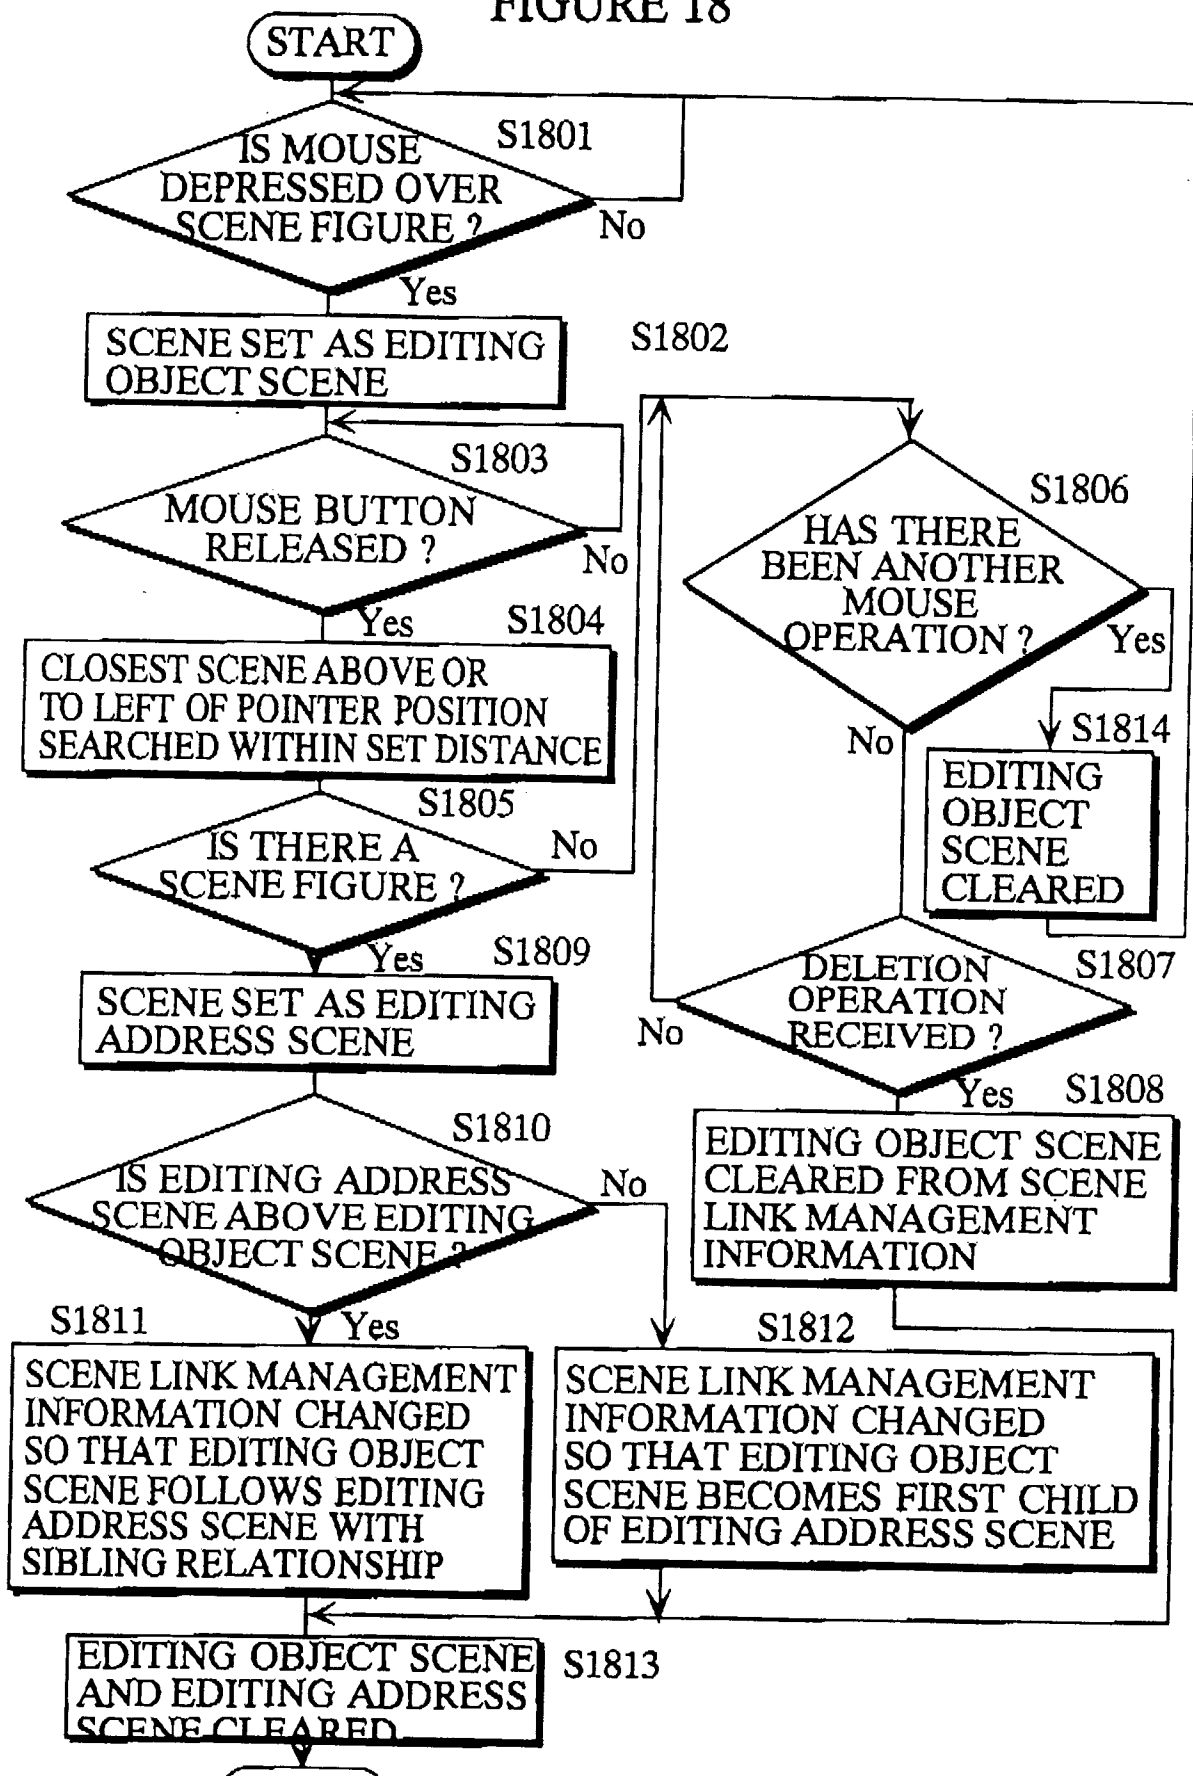 FIGURE 18
START
S1801
IS MOUSE
DEPRESSED OVER
SCENE FIGURE ?
No
Yes
SCENE SET AS EDITING
OBJECT SCENE
S1802
S1803
MOUSE BUTTON
RELEASED ?
No
Yes
S1804
CLOSEST SCENE ABOVE OR
TO LEFT OF POINTER POSITION
SEARCHED WITHIN SET DISTANCE
S1805
IS THERE A
SCENE FIGURE ?
No
Yes
S1806
HAS THERE
BEEN ANOTHER
MOUSE
OPERATION ?
Yes
No
S1814
EDITING
OBJECT
SCENE
CLEARED
S1807
DELETION
OPERATION
RECEIVED ?
No
Yes
S1808
EDITING OBJECT SCENE
CLEARED FROM SCENE
LINK MANAGEMENT
INFORMATION
S1809
SCENE SET AS EDITING
ADDRESS SCENE
S1810
IS EDITING ADDRESS
SCENE ABOVE EDITING
OBJECT SCENE ?
No
Yes
S1811
SCENE LINK MANAGEMENT
INFORMATION CHANGED
SO THAT EDITING OBJECT
SCENE FOLLOWS EDITING
ADDRESS SCENE WITH
SIBLING RELATIONSHIP
S1812
SCENE LINK MANAGEMENT
INFORMATION CHANGED
SO THAT EDITING OBJECT
SCENE BECOMES FIRST CHILD
OF EDITING ADDRESS SCENE
EDITING OBJECT SCENE
AND EDITING ADDRESS
SCENE CLEARED
S1813